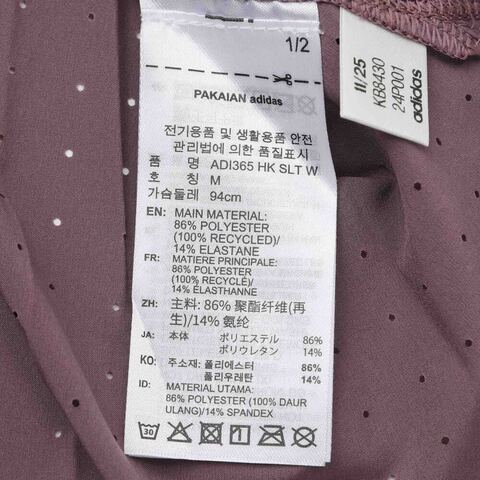 1/2
PAKAIAN adidas
전기용품 및 생활용품 안전
관리법에 의한 품질표시
품 명 ADI365 HK SLT W
호 칭 M
가슴둘레 94cm
EN: MAIN MATERIAL:
86% POLYESTER
(100% RECYCLED)/
14% ELASTANE
FR: MATIERE PRINCIPALE:
86% POLYESTER
(100% RECYCLE)/
14% ELASTHANNE
ZH: 主料: 86% 聚酯纤维(再
生)/14% 氨纶
JA: 本体 ポリエステル 86%
ポリウレタン 14%
KO: 주소재: 폴리에스터 86%
폴리우레탄 14%
ID: MATERIAL UTAMA:
86% POLYESTER (100% DAUR
ULANG)/14% SPANDEX
30
11/25
KB8430
24P001
adidas